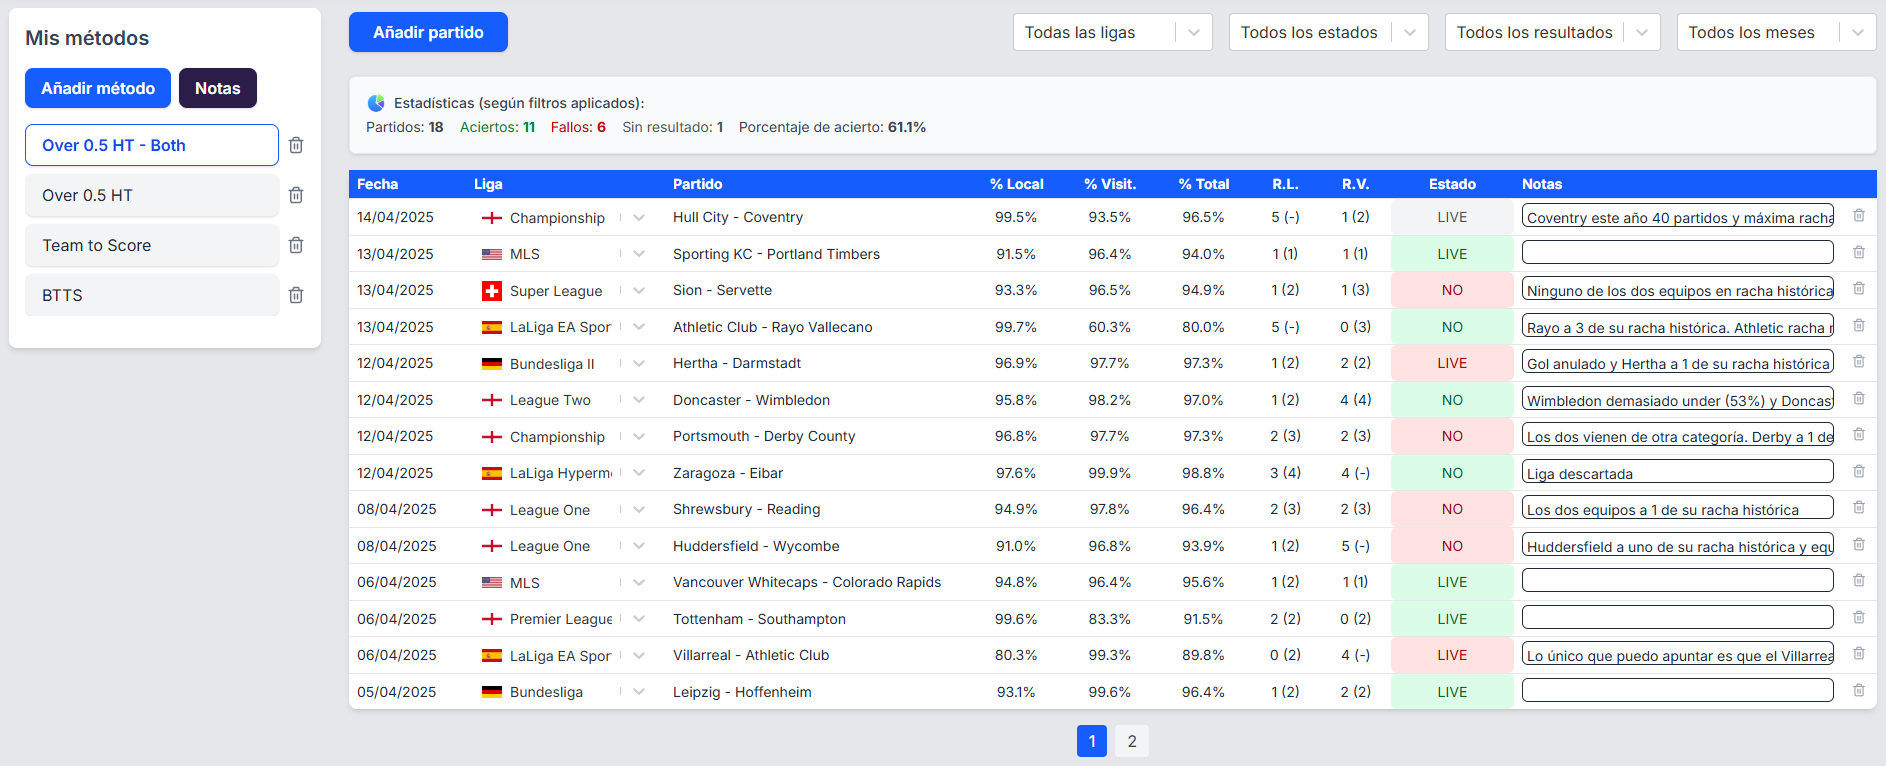 Mis métodos
Añadir método Notas
Over 0.5 HT - Both
Over 0.5 HT
Team to Score
BTTS
Añadir partido Todas las ligas Todos los estados Todos los resultados Todos los meses
Estadísticas (según filtros aplicados):
Partidos: 18 Aciertos: 11 Fallos: 6 Sin resultado: 1 Porcentaje de acierto: 61.1%
Fecha Liga Partido % Local % Visit. % Total R.L. R.V. Estado Notas
14/04/2025 Championship Hull City - Coventry 99.5% 93.5% 96.5% 5 (-) 1 (2) LIVE Coventry este año 40 partidos y máxima racha
13/04/2025 MLS Sporting KC - Portland Timbers 91.5% 96.4% 94.0% 1 (1) 1 (1) LIVE
13/04/2025 Super League Sion - Servette 93.3% 96.5% 94.9% 1 (2) 1 (3) NO Ninguno de los dos equipos en racha histórica
13/04/2025 LaLiga EA Spor Athletic Club - Rayo Vallecano 99.7% 60.3% 80.0% 5 (-) 0 (3) NO Rayo a 3 de su racha histórica. Athletic racha r
12/04/2025 Bundesliga II Hertha - Darmstadt 96.9% 97.7% 97.3% 1 (2) 2 (2) LIVE Gol anulado y Hertha a 1 de su racha histórica
12/04/2025 League Two Doncaster - Wimbledon 95.8% 98.2% 97.0% 1 (2) 4 (4) NO Wimbledon demasiado under (53%) y Doncast
12/04/2025 Championship Portsmouth - Derby County 96.8% 97.7% 97.3% 2 (3) 2 (3) NO Los dos vienen de otra categoría. Derby a 1 de
12/04/2025 LaLiga Hyperm Zaragoza - Eibar 97.6% 99.9% 98.8% 3 (4) 4 (-) NO Liga descartada
08/04/2025 League One Shrewsbury - Reading 94.9% 97.8% 96.4% 2 (3) 2 (3) NO Los dos equipos a 1 de su racha histórica
08/04/2025 League One Huddersfield - Wycombe 91.0% 96.8% 93.9% 1 (2) 5 (-) NO Huddersfield a uno de su racha histórica y equ
06/04/2025 MLS Vancouver Whitecaps - Colorado Rapids 94.8% 96.4% 95.6% 1 (2) 1 (1) LIVE
06/04/2025 Premier League Tottenham - Southampton 99.6% 83.3% 91.5% 2 (2) 0 (2) LIVE
06/04/2025 LaLiga EA Spor Villarreal - Athletic Club 80.3% 99.3% 89.8% 0 (2) 4 (-) LIVE Lo único que puedo apuntar es que el Villarrea
05/04/2025 Bundesliga Leipzig - Hoffenheim 93.1% 99.6% 96.4% 1 (2) 2 (2) LIVE
1 2